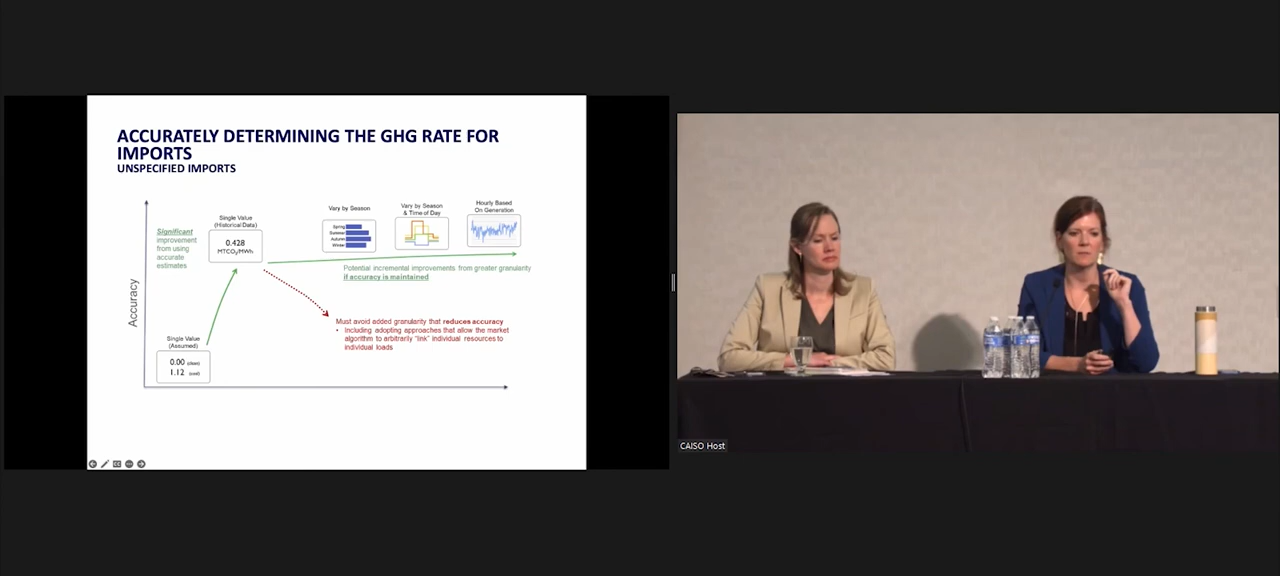 ACCURATELY DETERMINING THE GHG RATE FOR
IMPORTS
UNSPECIFIED IMPORTS
Accuracy
Significant
improvement
from using
accurate
estimates
Single Value
(Historical Data)
0.428
MTCO₂/MWh
Vary by Season
Spring
Summer
Autumn
Winter
Vary by Season
& Time of Day
Hourly Based
On Generation
Potential incremental improvements from greater granularity
if accuracy is maintained
Must avoid added granularity that reduces accuracy
• Including adopting approaches that allow the market
algorithm to arbitrarily "link" individual resources to
individual loads
Single Value
(Assumed)
0.00 (clean)
1.12 (coal)
CAISO Host